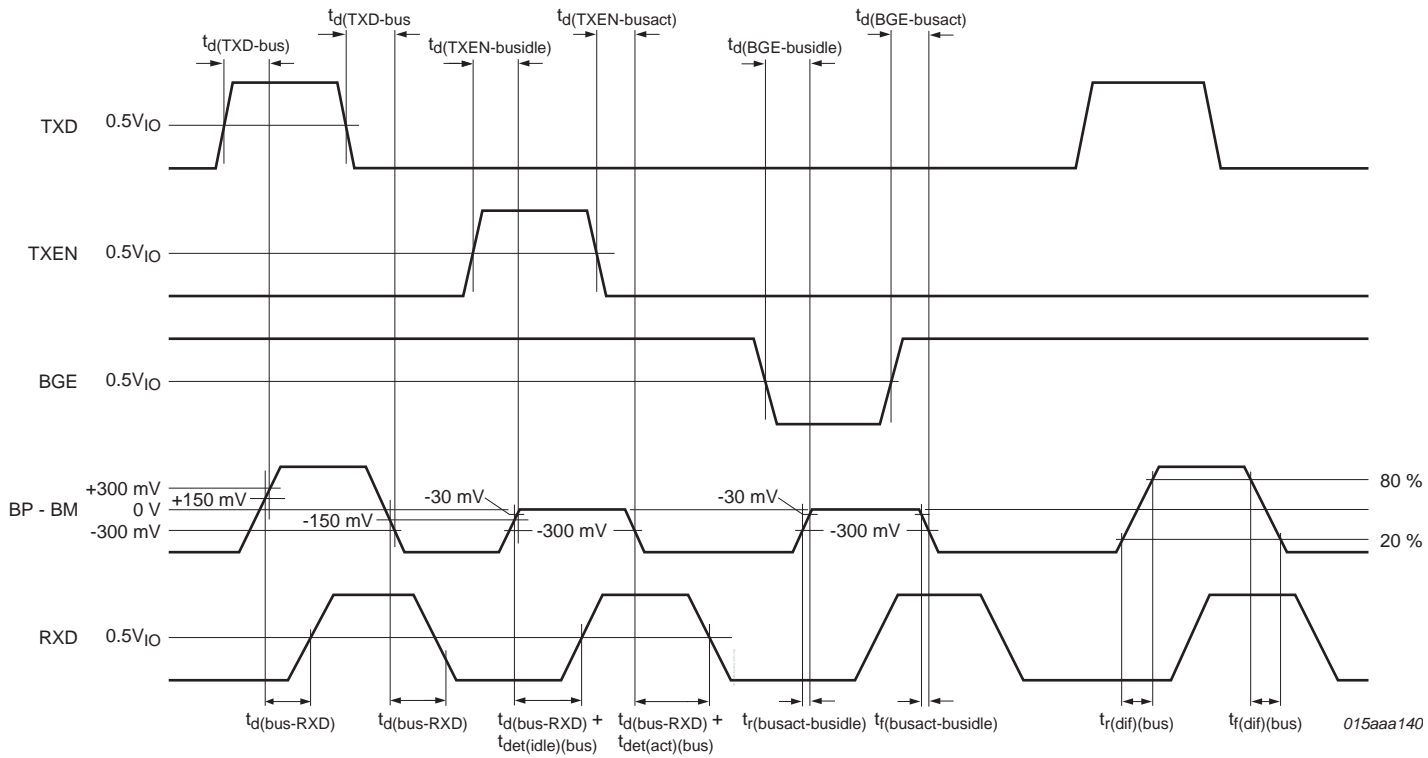 td(TXD-bus
td(TXEN-busact)
td(BGE-busact)
td(TXD-bus)
td(TXEN-busidle)
td(BGE-busidle)
TXD 0.5VIO
TXEN 0.5VIO
BGE 0.5VIO
+300 mV
+150 mV
BP - BM 0 V
-300 mV
-150 mV
-30 mV
-300 mV
-30 mV
-300 mV
80 %
20 %
RXD 0.5VIO
td(bus-RXD)
td(bus-RXD)
td(bus-RXD) +
tdet(idle)(bus)
td(bus-RXD) +
tdet(act)(bus)
tr(busact-busidle)
tf(busact-busidle)
tr(dif)(bus)
tf(dif)(bus)
015aaa140